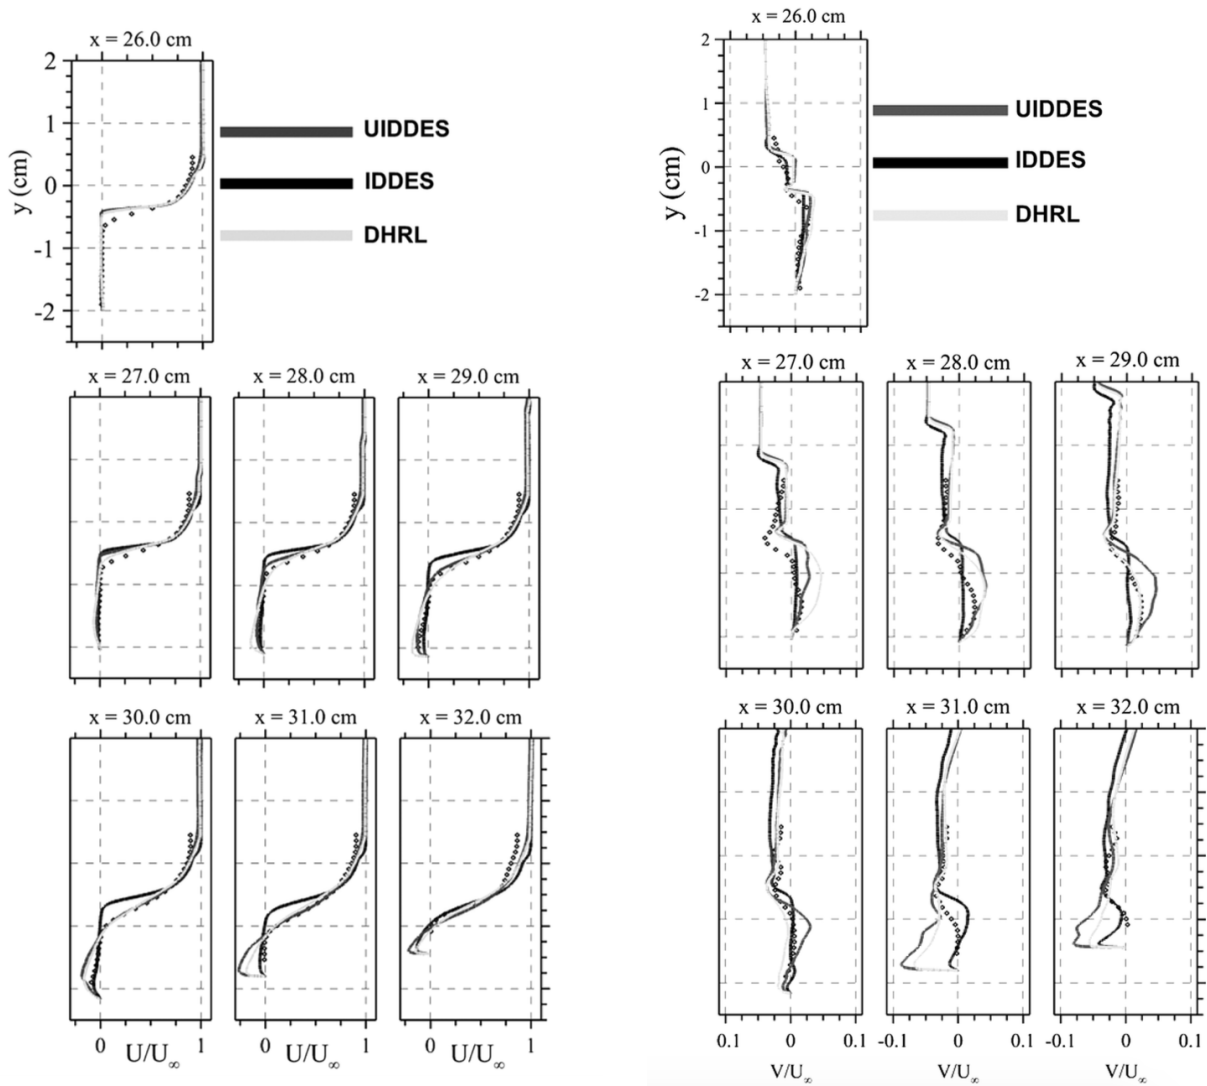 x = 26.0 cm
2
1
0
-1
-2
y (cm)
UIDDES
IDDES
DHRL
x = 27.0 cm
x = 28.0 cm
x = 29.0 cm
x = 30.0 cm
x = 31.0 cm
x = 32.0 cm
0
1
0
1
0
1
U/U∞
U/U∞
U/U∞
x = 26.0 cm
2
1
0
-1
-2
y (cm)
UIDDES
IDDES
DHRL
x = 27.0 cm
x = 28.0 cm
x = 29.0 cm
x = 30.0 cm
x = 31.0 cm
x = 32.0 cm
0.1
0
0.1
-0.1
0
0.1
-0.1
0
0.1
V/U∞
V/U∞
V/U∞